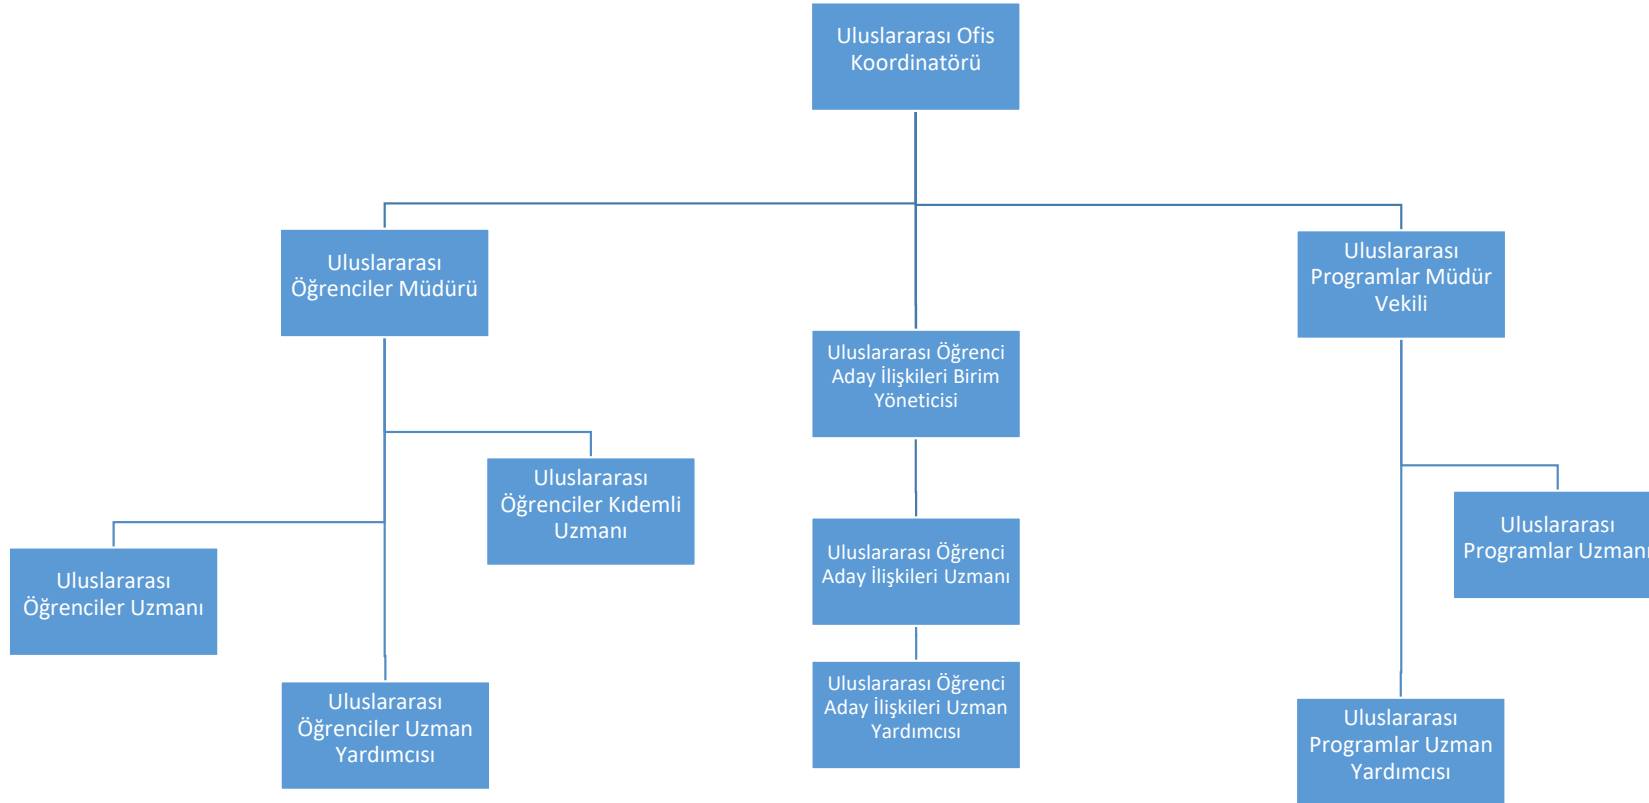 Uluslararası Ofis
Koordinatörü
Uluslararası
Öğrenciler Müdürü
Uluslararası
Programlar Müdür
Vekili
Uluslararası Öğrenci
Aday İlişkileri Birim
Yöneticisi
Uluslararası
Öğrenciler Kıdemli
Uzmanı
Uluslararası
Programlar Uzmanı
Uluslararası
Öğrenciler Uzmanı
Uluslararası Öğrenci
Aday İlişkileri Uzmanı
Uluslararası
Öğrenciler Uzman
Yardımcısı
Uluslararası Öğrenci
Aday İlişkileri Uzman
Yardımcısı
Uluslararası
Programlar Uzman
Yardımcısı